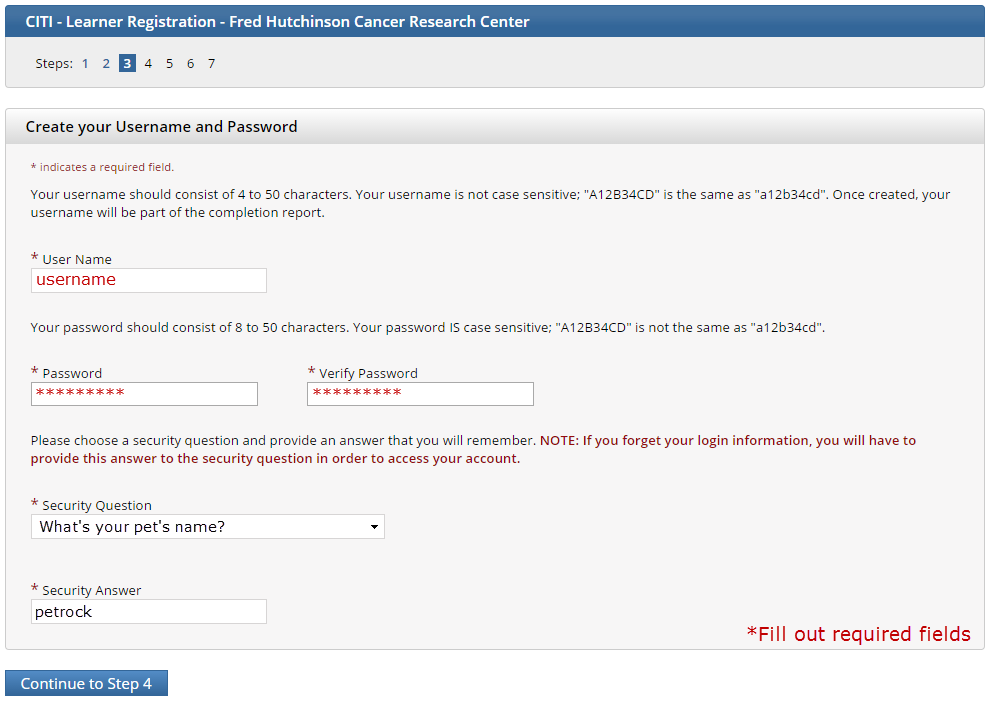 CITI - Learner Registration - Fred Hutchinson Cancer Research Center
Steps: 1 2 3 4 5 6 7
Create your Username and Password
* indicates a required field.
Your username should consist of 4 to 50 characters. Your username is not case sensitive; "A12B34CD" is the same as "a12b34cd". Once created, your
username will be part of the completion report.
* User Name
username
Your password should consist of 8 to 50 characters. Your password IS case sensitive; "A12B34CD" is not the same as "a12b34cd".
* Password * Verify Password
********* *********
Please choose a security question and provide an answer that you will remember. NOTE: If you forget your login information, you will have to
provide this answer to the security question in order to access your account.
* Security Question
What's your pet's name?
* Security Answer
petrock
*Fill out required fields
Continue to Step 4